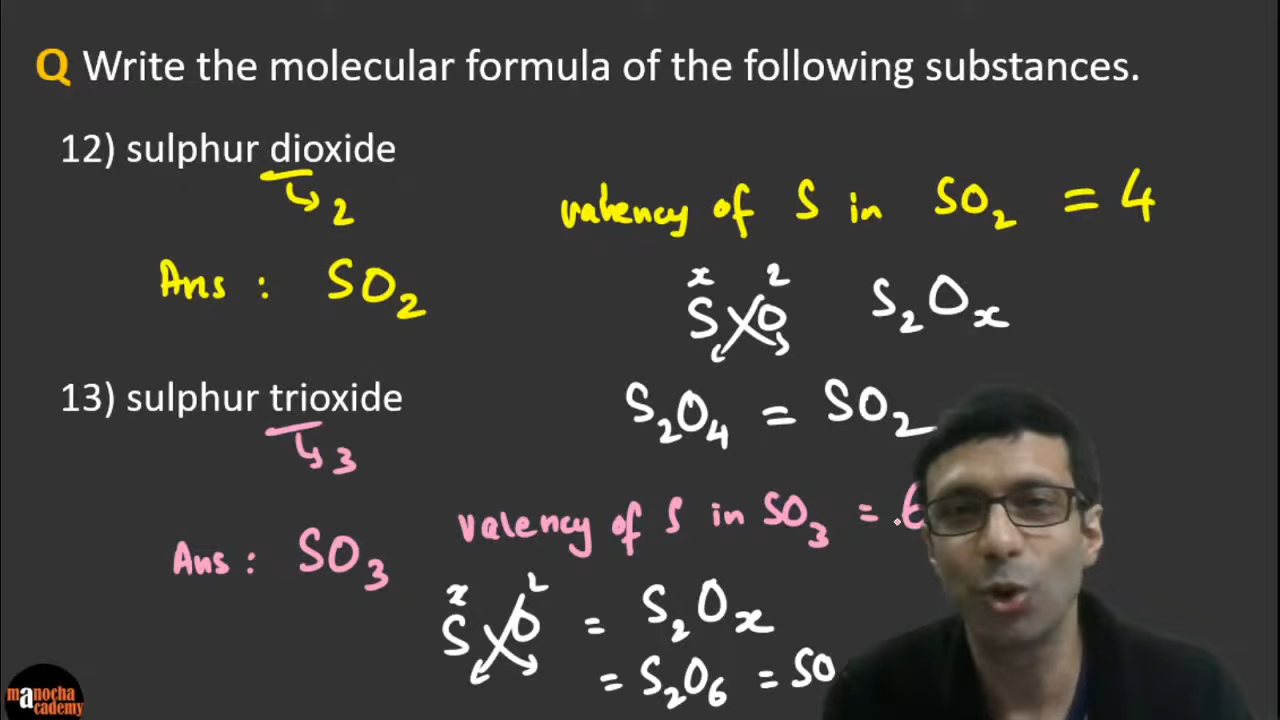 Q Write the molecular formula of the following substances.
12) sulphur dioxide
2
valency of S in SO₂ = 4
Ans : SO₂
x 2
S O S₂Oₓ
S₂O₄ = SO₂
13) sulphur trioxide
3
valency of S in SO₃ = 6
Ans : SO₃
x 2
S O = S₂Oₓ
= S₂O₆ = SO
manocha
academy